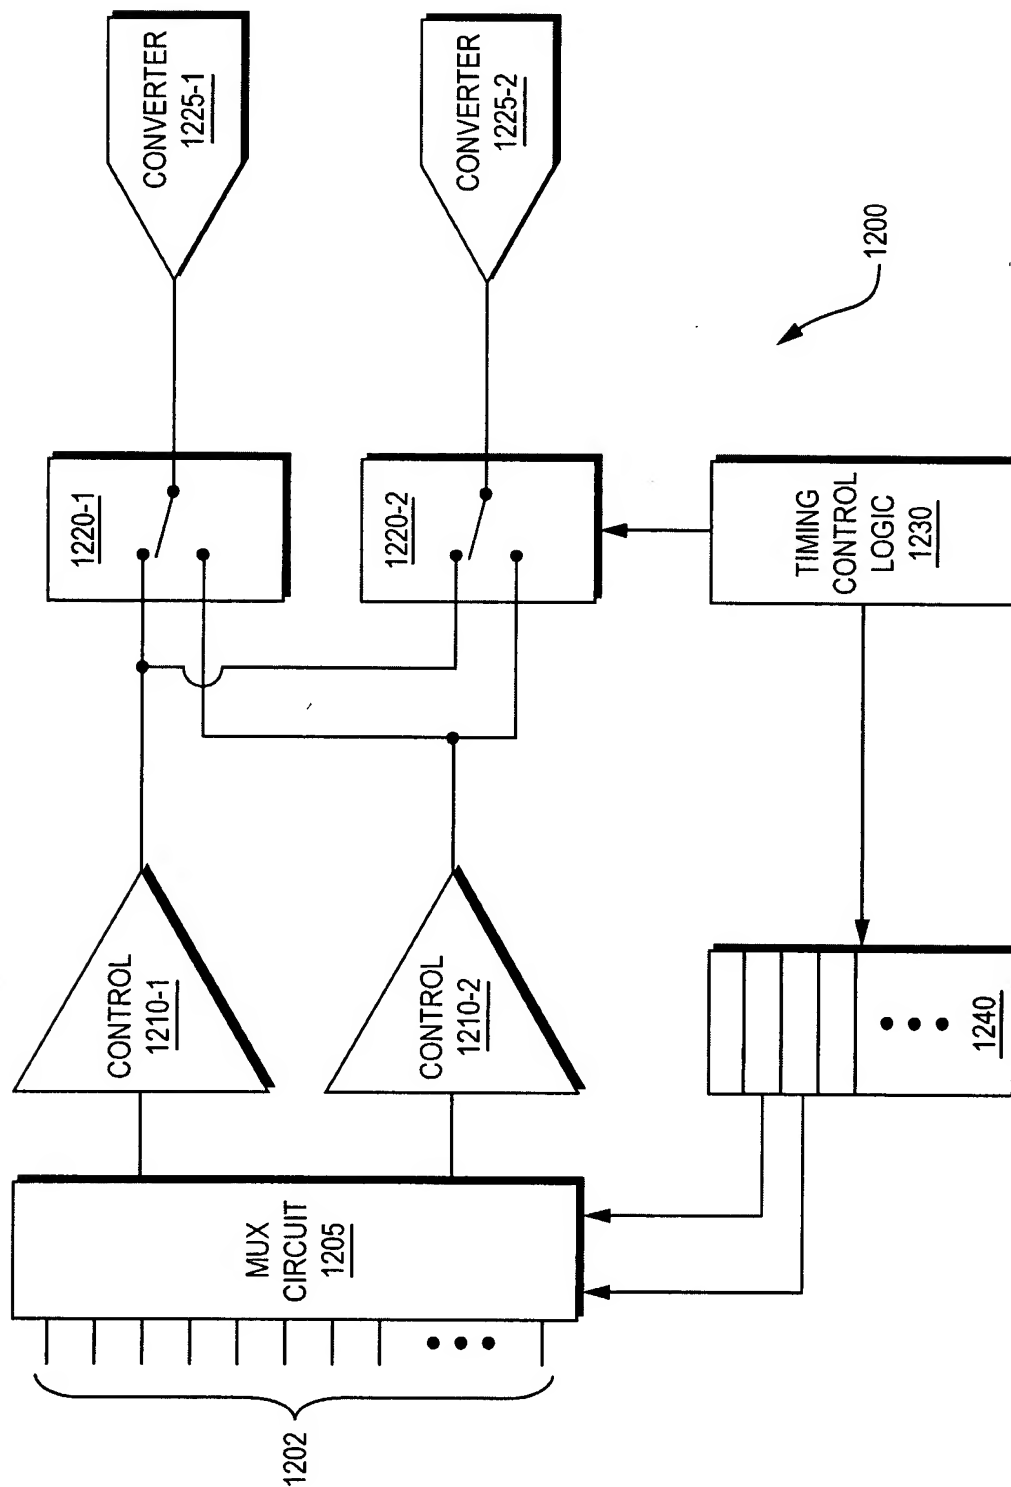 1202
MUX
CIRCUIT
1205
CONTROL
1210-1
CONTROL
1210-2
1220-1
1220-2
CONVERTER
1225-1
CONVERTER
1225-2
1240
TIMING
CONTROL
LOGIC
1230
1200